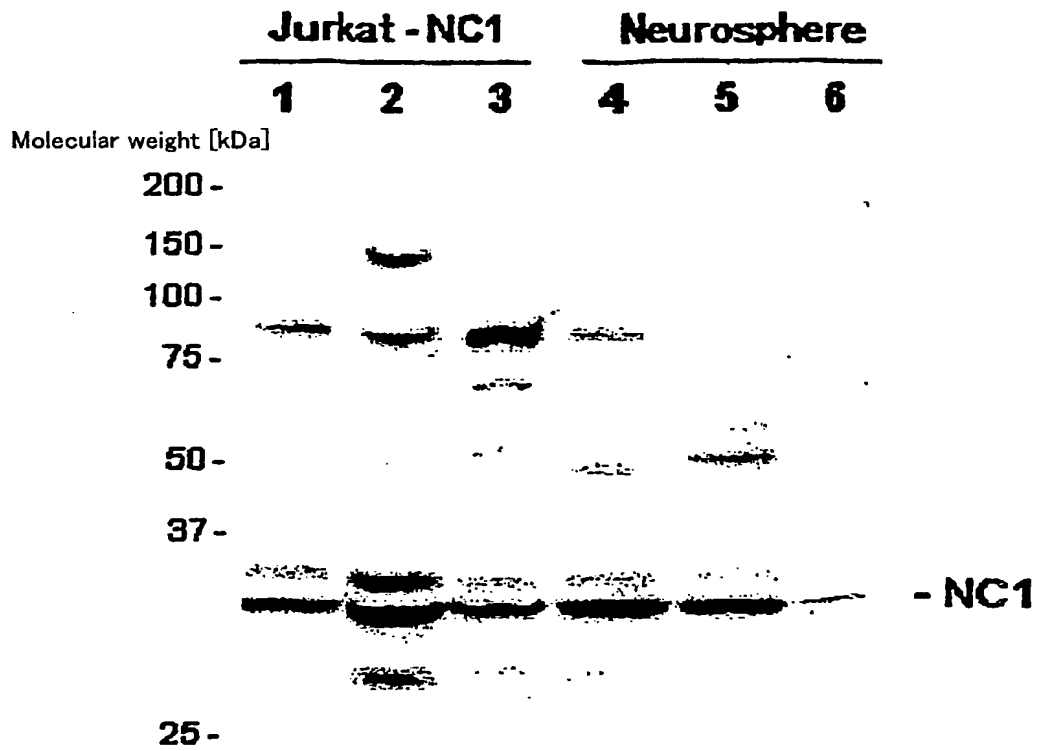 Jurkat - NC1 Neurosphere
1 2 3 4 5 6
Molecular weight [kDa]
200 -
150 -
100 -
75 -
50 -
37 -
- NC1
25 -